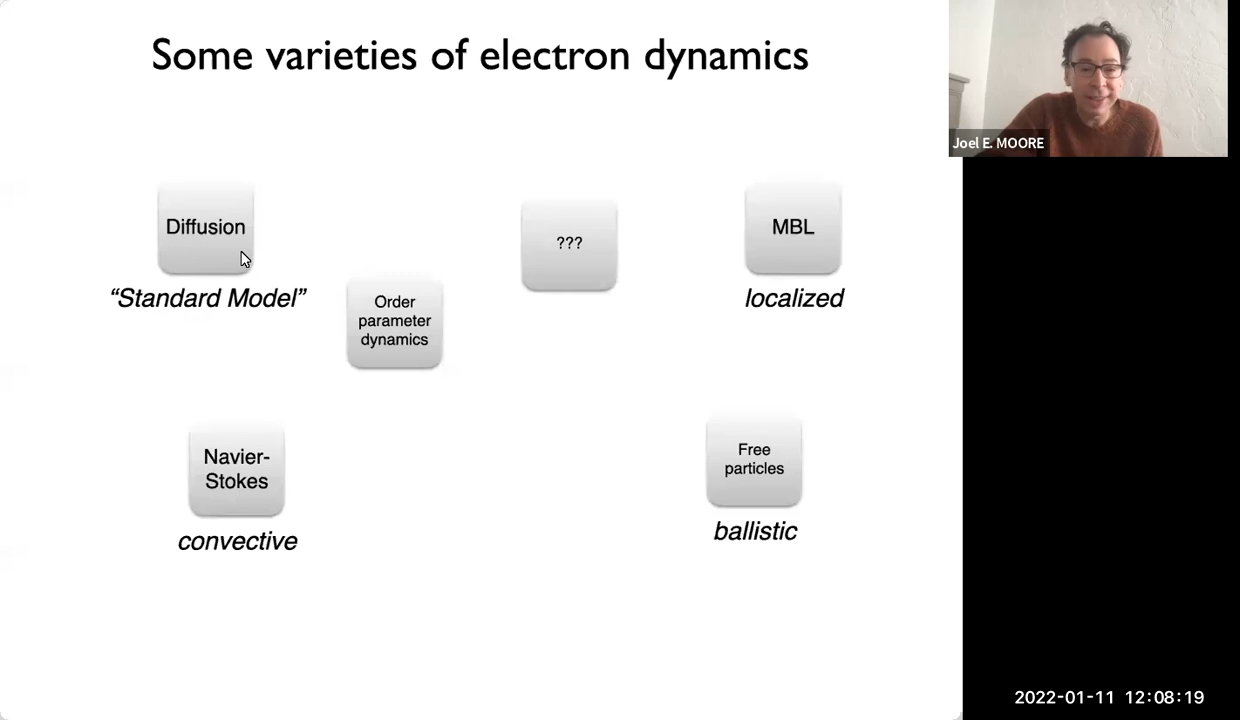 Some varieties of electron dynamics
Joel E. MOORE
Diffusion
“Standard Model”
Order
parameter
dynamics
???
MBL
localized
Navier-
Stokes
convective
Free
particles
ballistic
2022-01-11 12:08:19